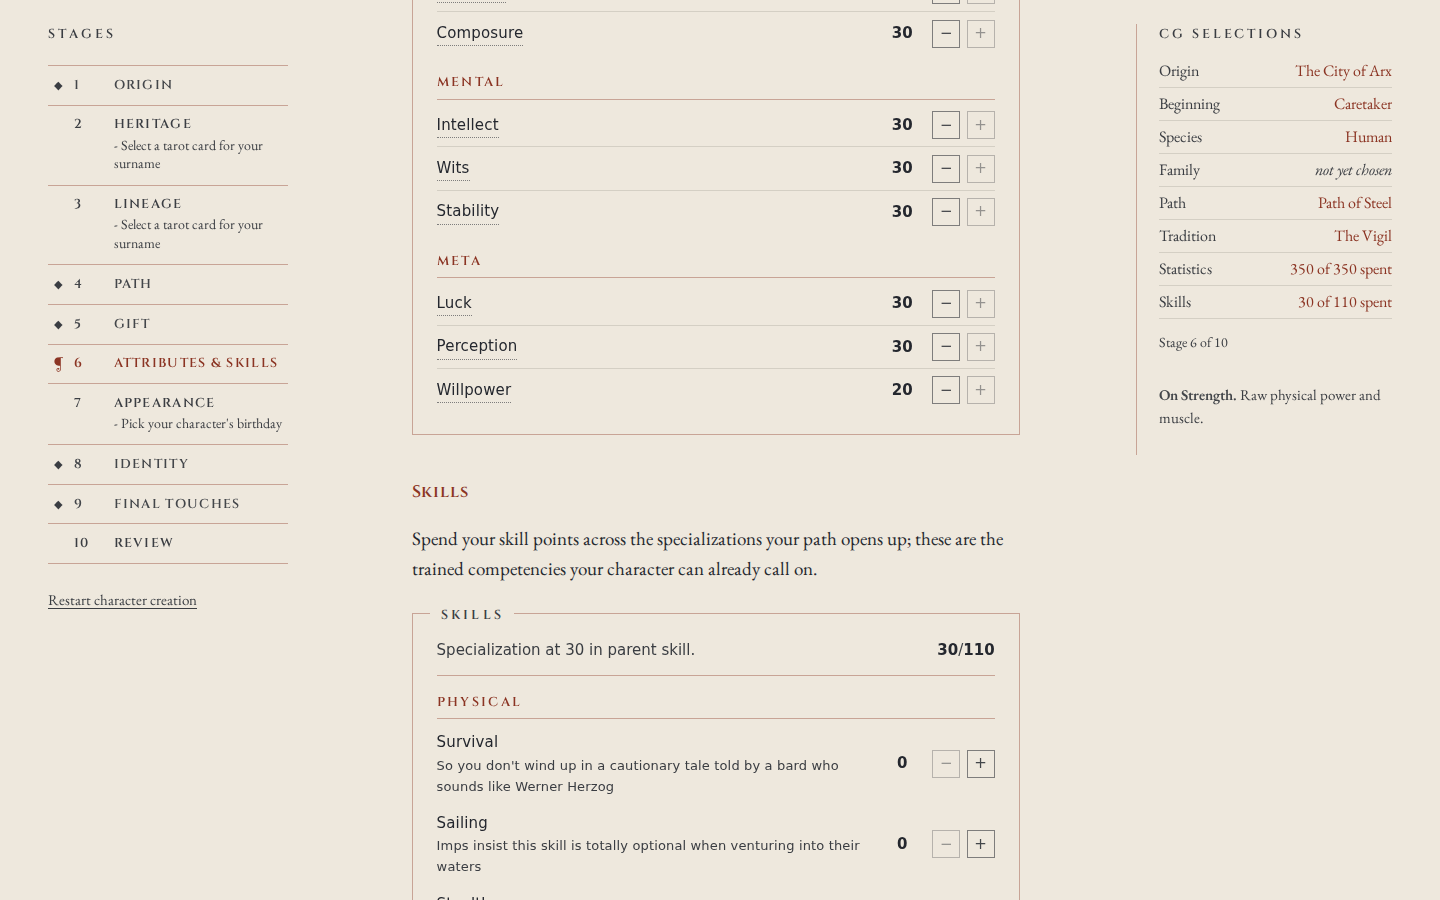 STAGES
◆ 1 ORIGIN
2 HERITAGE
- Select a tarot card for your
surname
3 LINEAGE
- Select a tarot card for your
surname
◆ 4 PATH
◆ 5 GIFT
¶ 6 ATTRIBUTES & SKILLS
7 APPEARANCE
- Pick your character's birthday
◆ 8 IDENTITY
◆ 9 FINAL TOUCHES
10 REVIEW
Restart character creation
Composure 30 − +
MENTAL
Intellect 30 − +
Wits 30 − +
Stability 30 − +
META
Luck 30 − +
Perception 30 − +
Willpower 20 − +
SKILLS
Spend your skill points across the specializations your path opens up; these are the
trained competencies your character can already call on.
SKILLS
Specialization at 30 in parent skill. 30/110
PHYSICAL
Survival
So you don't wind up in a cautionary tale told by a bard who
sounds like Werner Herzog
0 − +
Sailing
Imps insist this skill is totally optional when venturing into their
waters
0 − +
CG SELECTIONS
Origin The City of Arx
Beginning Caretaker
Species Human
Family not yet chosen
Path Path of Steel
Tradition The Vigil
Statistics 350 of 350 spent
Skills 30 of 110 spent
Stage 6 of 10
On Strength. Raw physical power and
muscle.